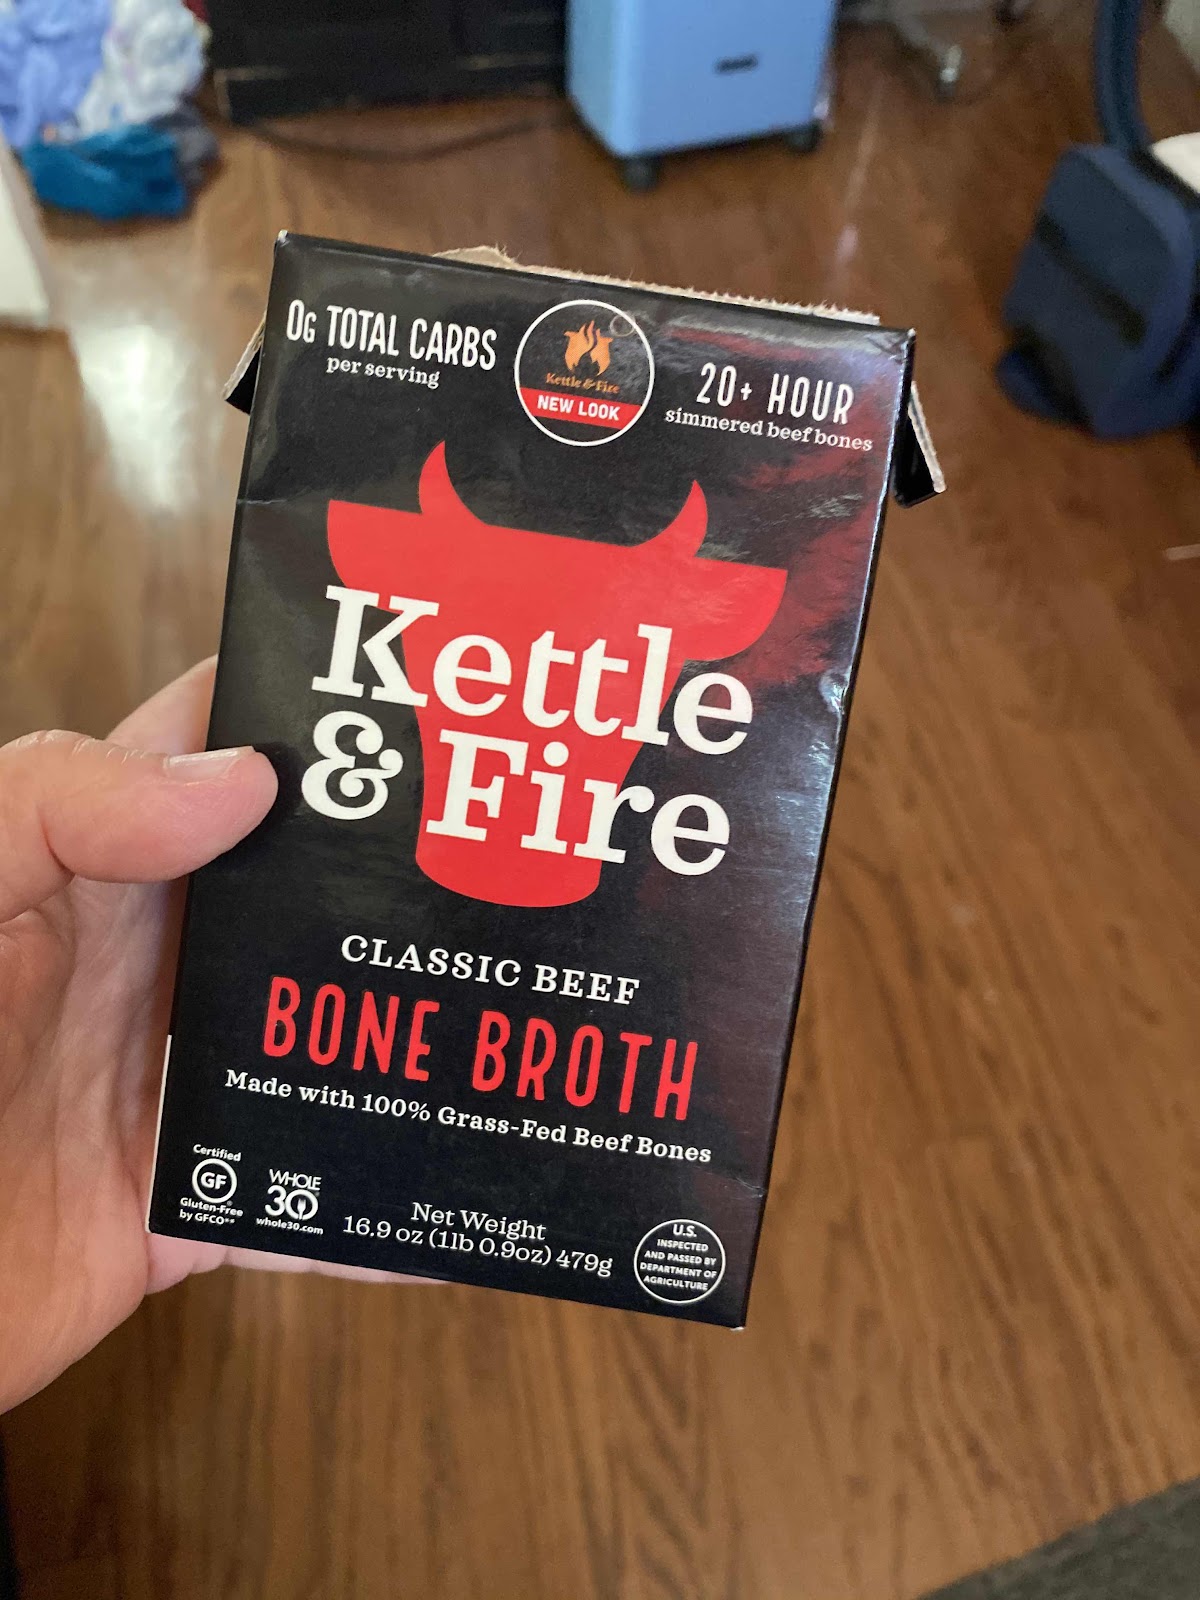 0G TOTAL CARBS
per serving
Kettle & Fire
NEW LOOK
20+ HOUR
simmered beef bones
Kettle
& Fire
CLASSIC BEEF
BONE BROTH
Made with 100% Grass-Fed Beef Bones
Certified
GF
Gluten-Free
by GFCO**
WHOLE
30
whole30.com
Net Weight
16.9 oz (1lb 0.9oz) 479g
U.S.
INSPECTED
AND PASSED BY
DEPARTMENT OF
AGRICULTURE